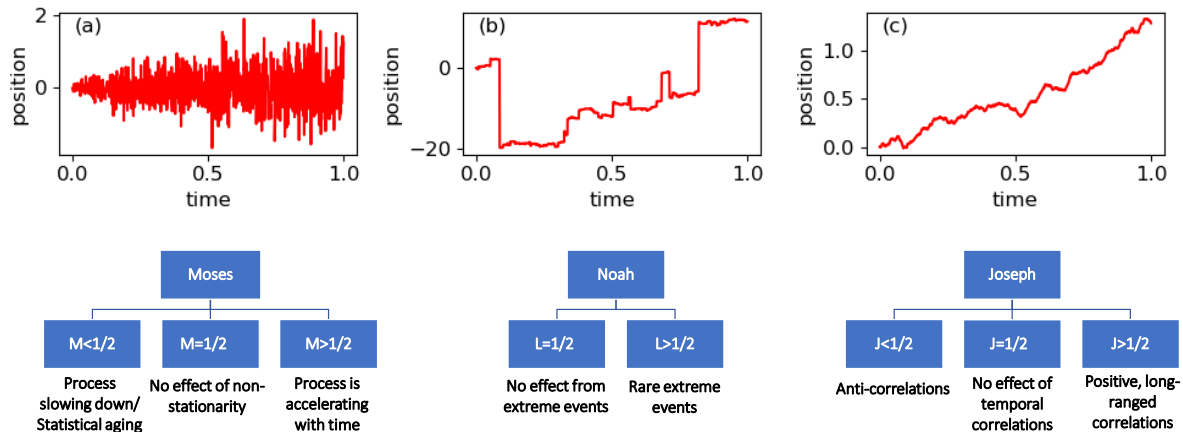 (a)
2
0
position
0.0
0.5
1.0
time
(b)
0
−20
position
0.0
0.5
1.0
time
(c)
1.0
0.5
0.0
position
0.0
0.5
1.0
time
Moses
M<1/2
M=1/2
M>1/2
Process
slowing down/
Statistical aging
No effect of non-
stationarity
Process is
accelerating
with time
Noah
L=1/2
L>1/2
No effect from
extreme events
Rare extreme
events
Joseph
J<1/2
J=1/2
J>1/2
Anti-correlations
No effect of
temporal
correlations
Positive, long-
ranged
correlations